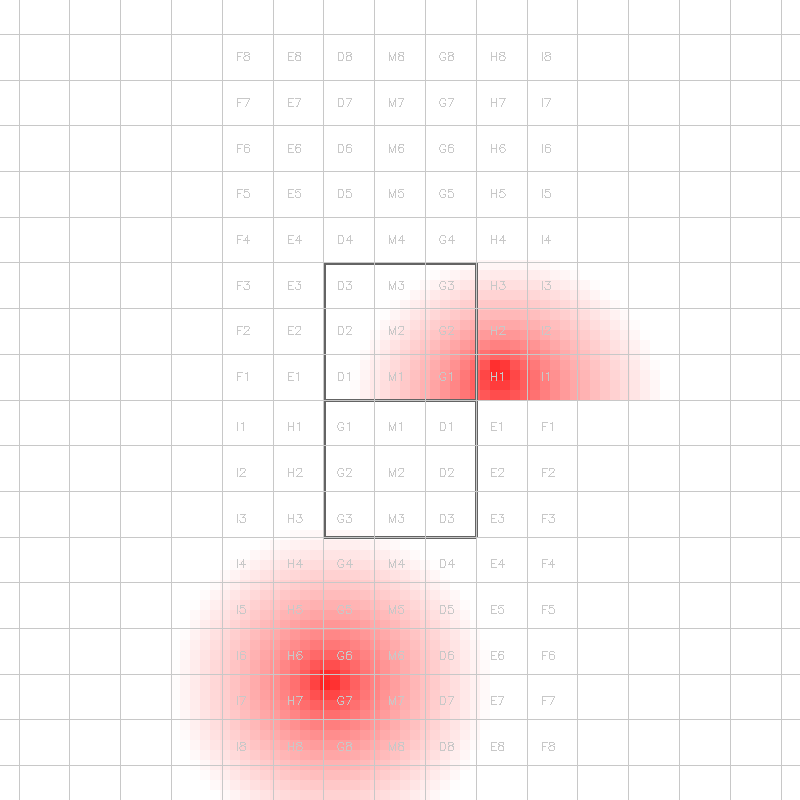 F8 E8 D8 M8 G8 H8 I8
F7 E7 D7 M7 G7 H7 I7
F6 E6 D6 M6 G6 H6 I6
F5 E5 D5 M5 G5 H5 I5
F4 E4 D4 M4 G4 H4 I4
F3 E3 D3 M3 G3 H3 I3
F2 E2 D2 M2 G2 H2 I2
F1 E1 D1 M1 G1 H1 I1
I1 H1 G1 M1 D1 E1 F1
I2 H2 G2 M2 D2 E2 F2
I3 H3 G3 M3 D3 E3 F3
I4 H4 G4 M4 D4 E4 F4
I5 H5 G5 M5 D5 E5 F5
I6 H6 G6 M6 D6 E6 F6
I7 H7 G7 M7 D7 E7 F7
I8 H8 G8 M8 D8 E8 F8